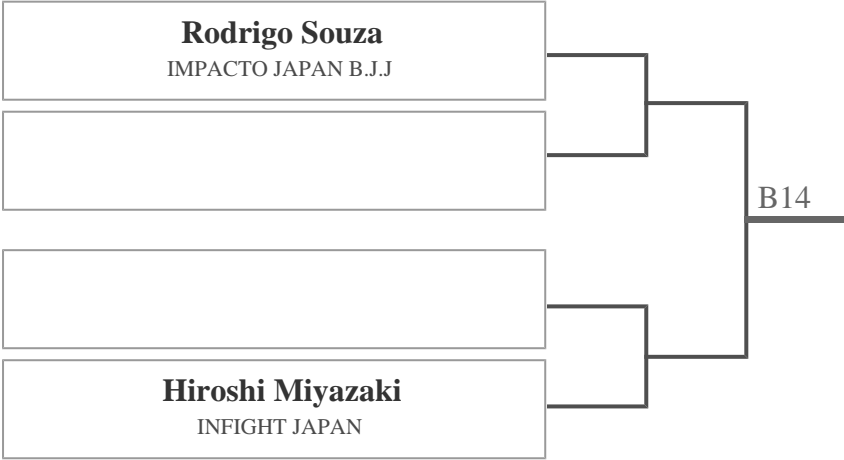 Rodrigo Souza
IMPACTO JAPAN B.J.J
B14
Hiroshi Miyazaki
INFIGHT JAPAN